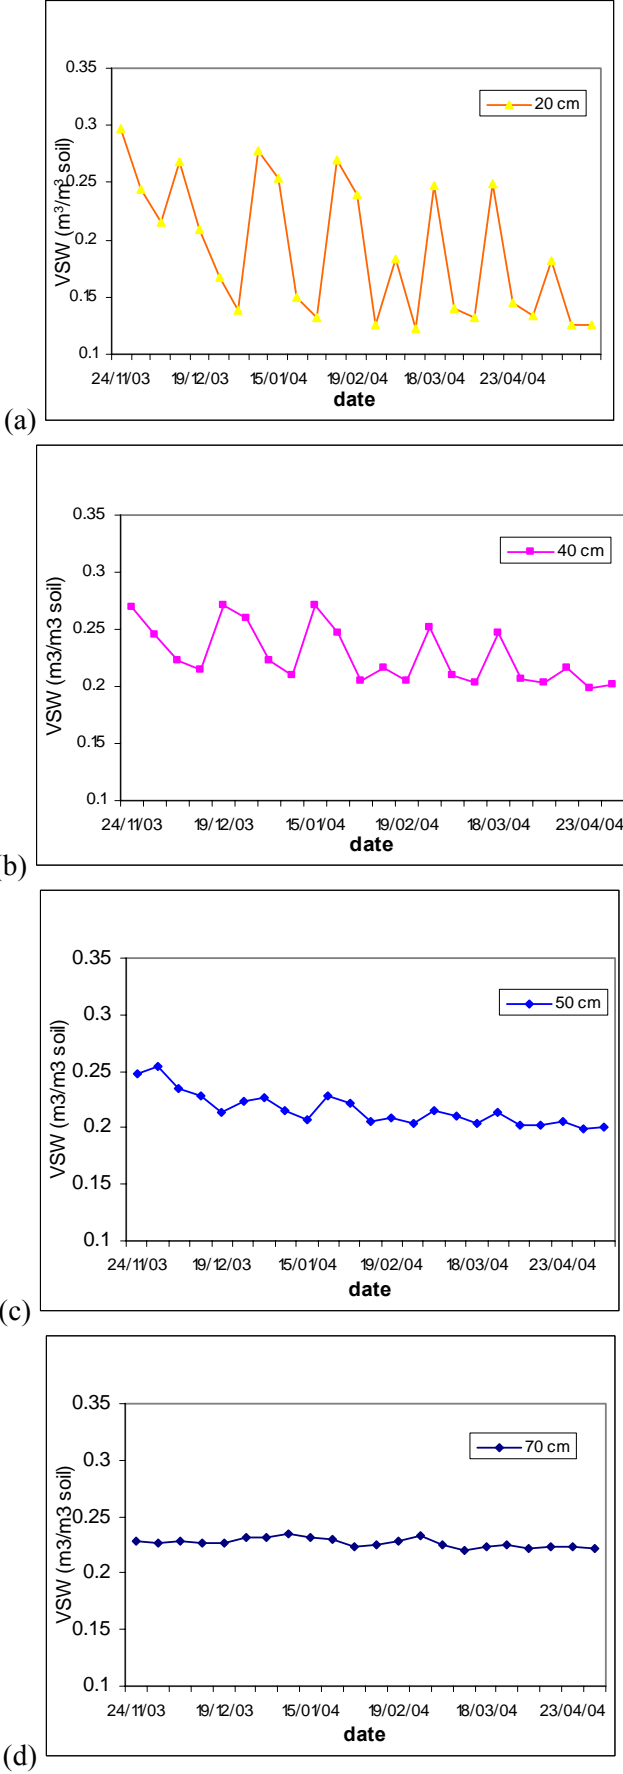 0.35
20 cm
0.3
0.25
0.2
0.15
0.1
VSW (m³/m³ soil)
24/11/03 19/12/03 15/01/04 19/02/04 18/03/04 23/04/04
date
(a)
0.35
40 cm
0.3
0.25
0.2
0.15
0.1
VSW (m3/m3 soil)
24/11/03 19/12/03 15/01/04 19/02/04 18/03/04 23/04/04
date
(b)
0.35
50 cm
0.3
0.25
0.2
0.15
0.1
VSW (m3/m3 soil)
24/11/03 19/12/03 15/01/04 19/02/04 18/03/04 23/04/04
date
(c)
0.35
70 cm
0.3
0.25
0.2
0.15
0.1
VSW (m3/m3 soil)
24/11/03 19/12/03 15/01/04 19/02/04 18/03/04 23/04/04
date
(d)